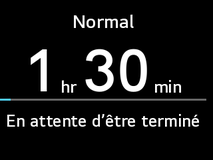 Normal
1 hr 30 min
En attente d'être terminé